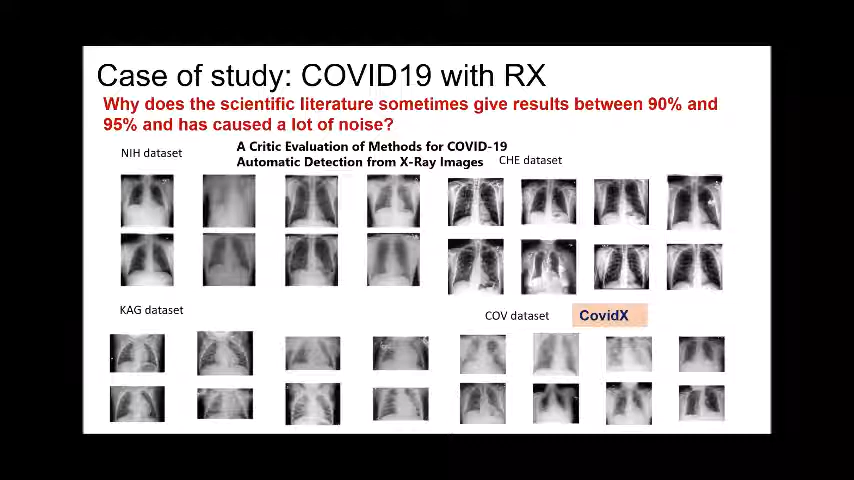 Case of study: COVID19 with RX
Why does the scientific literature sometimes give results between 90% and
95% and has caused a lot of noise?
A Critic Evaluation of Methods for COVID-19
Automatic Detection from X-Ray Images
NIH dataset
CHE dataset
KAG dataset
COV dataset
CovidX